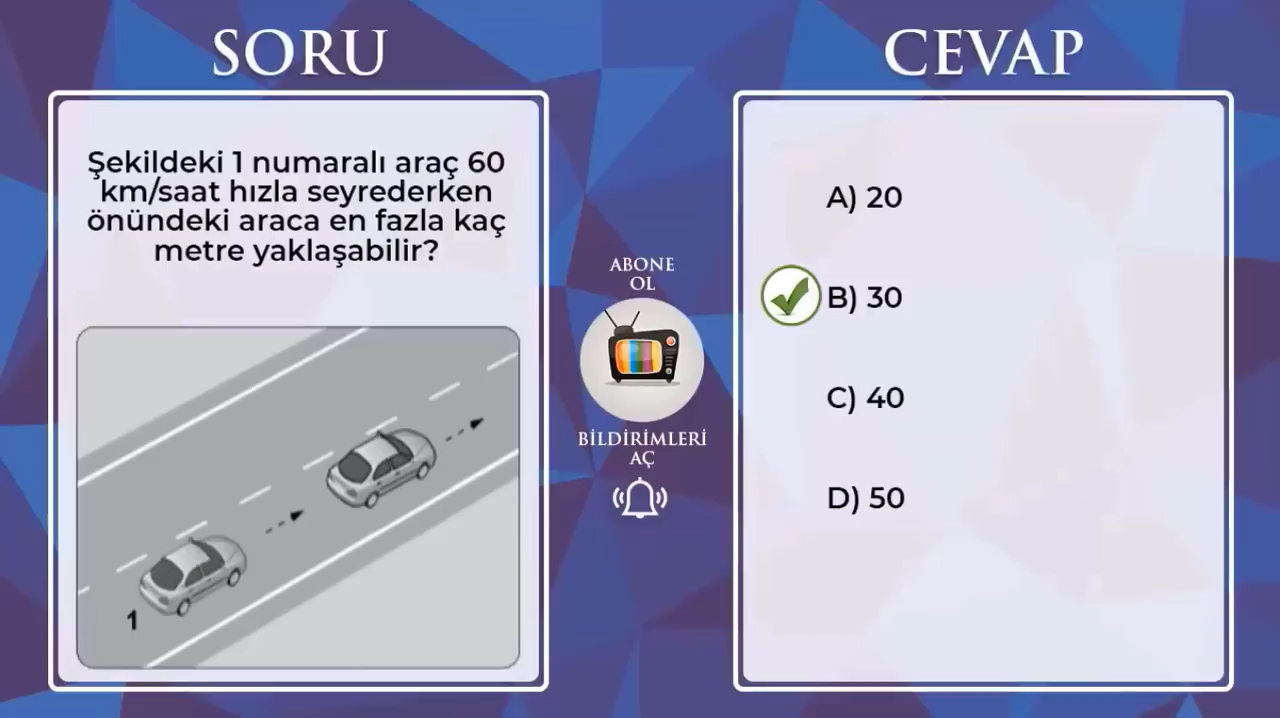 SORU
Şekildeki 1 numaralı araç 60
km/saat hızla seyrederken
önündeki araca en fazla kaç
metre yaklaşabilir?
1
ABONE
OL
BİLDİRİMLERİ
AÇ
CEVAP
A) 20
B) 30
C) 40
D) 50